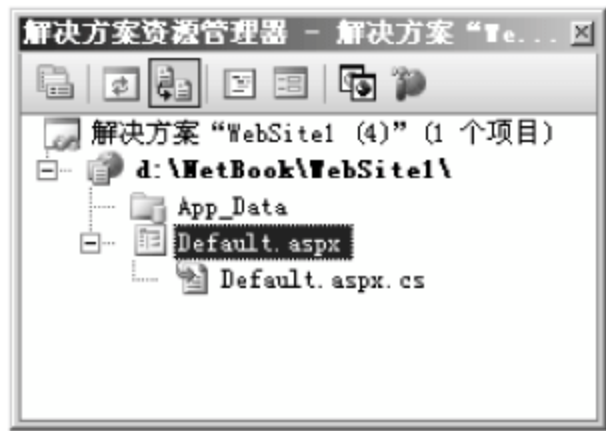 解决方案资源管理器 - 解决方案“We...
解决方案“WebSite1 (4)”(1 个项目)
d:\NetBook\WebSite1\
App_Data
Default.aspx
Default.aspx.cs